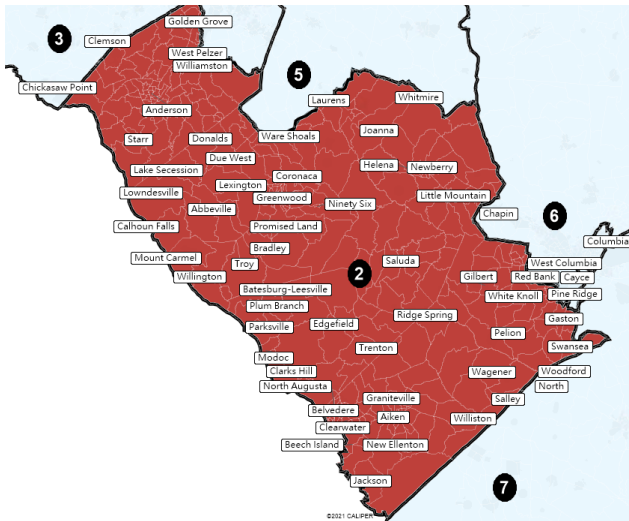 Golden Grove
3
Clemson
West Pelzer
Williamston
5
Chickasaw Point
Laurens
Whitmire
Anderson
Joanna
Starr
Donalds
Ware Shoals
Due West
Helena
Newberry
Lake Secession
Coronaca
Lexington
Lowndesville
Greenwood
Little Mountain
Abbeville
Ninety Six
Chapin
6
Calhoun Falls
Promised Land
Columbia
Bradley
Mount Carmel
Troy
Saluda
West Columbia
2
Willington
Gilbert
Red Bank
Cayce
Batesburg-Leesville
White Knoll
Pine Ridge
Plum Branch
Ridge Spring
Gaston
Parksville
Edgefield
Pelion
Trenton
Swansea
Modoc
Clarks Hill
Wagener
Woodford
North Augusta
North
Graniteville
Salley
Belvedere
Aiken
Williston
Clearwater
Beech Island
New Ellenton
Jackson
7
©2021 CALIPER